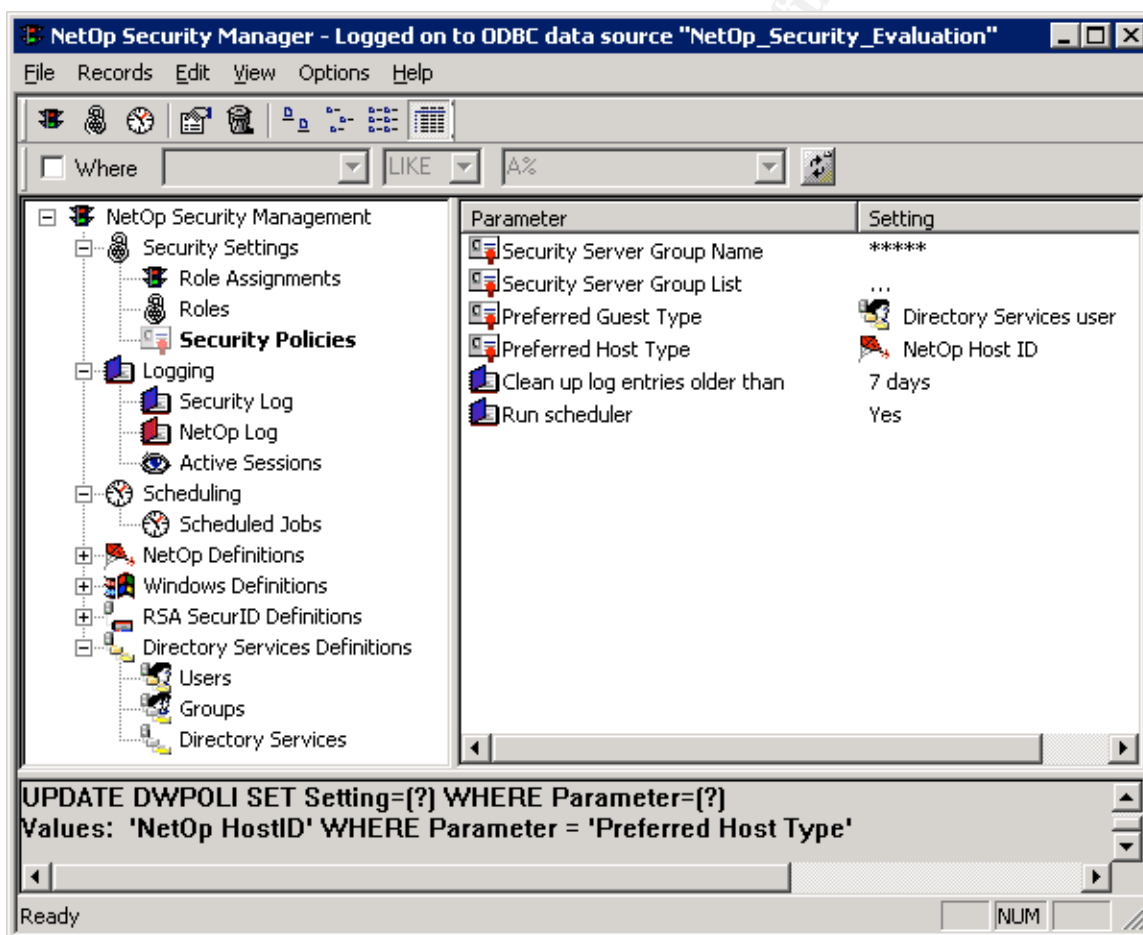 NetOp Security Manager - Logged on to ODBC data source "NetOp_Security_Evaluation"
File Records Edit View Options Help
Where LIKE A%
NetOp Security Management
Security Settings
Role Assignments
Roles
Security Policies
Logging
Security Log
NetOp Log
Active Sessions
Scheduling
Scheduled Jobs
NetOp Definitions
Windows Definitions
RSA SecurID Definitions
Directory Services Definitions
Users
Groups
Directory Services
Parameter Setting
Security Server Group Name *****
Security Server Group List ...
Preferred Guest Type Directory Services user
Preferred Host Type NetOp Host ID
Clean up log entries older than 7 days
Run scheduler Yes
UPDATE DWPOLI SET Setting=(?) WHERE Parameter=(?)
Values: 'NetOp HostID' WHERE Parameter = 'Preferred Host Type'
Ready NUM